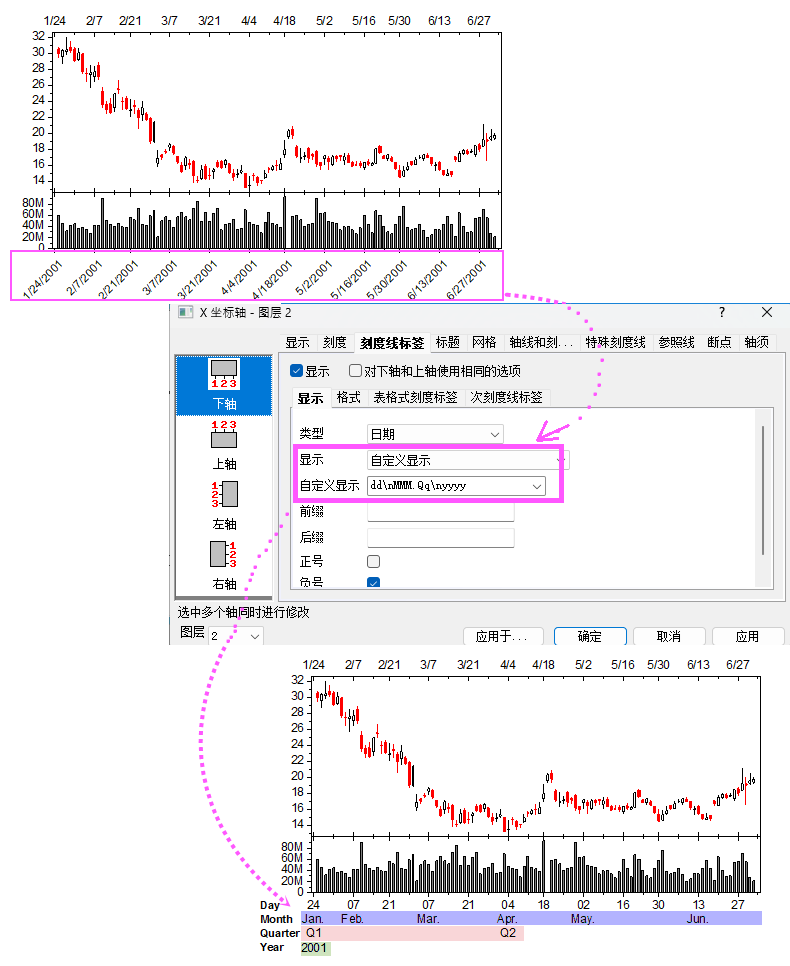 1/24 2/7 2/21 3/7 3/21 4/4 4/18 5/2 5/16 5/30 6/13 6/27
32
30
28
26
24
22
20
18
16
14
80M
60M
40M
20M
0
1/24/2001 2/7/2001 2/21/2001 3/7/2001 3/21/2001 4/4/2001 4/18/2001 5/2/2001 5/16/2001 5/30/2001 6/13/2001 6/27/2001
X 坐标轴 - 图层 2 ?
显示 刻度 刻度线标签 标题 网格 轴线和刻... 特殊刻度线 参照线 断点 轴须
1 2 3
下轴
1 2 3
上轴
1
2
3
左轴
1
2
3
右轴
显示 对下轴和上轴使用相同的选项
显示 格式 表格式刻度标签 次刻度线标签
类型 日期
显示 自定义显示
自定义显示 dd\nMMM.Qq\nyyyy
前缀
后缀
正号
负号
选中多个轴同时进行修改
图层 2 应用于... 确定 取消 应用
1/24 2/7 2/21 3/7 3/21 4/4 4/18 5/2 5/16 5/30 6/13 6/27
32
30
28
26
24
22
20
18
16
14
80M
60M
40M
20M
0
Day 24 07 21 07 21 04 18 02 16 30 13 27
Month Jan. Feb. Mar. Apr. May. Jun.
Quarter Q1 Q2
Year 2001